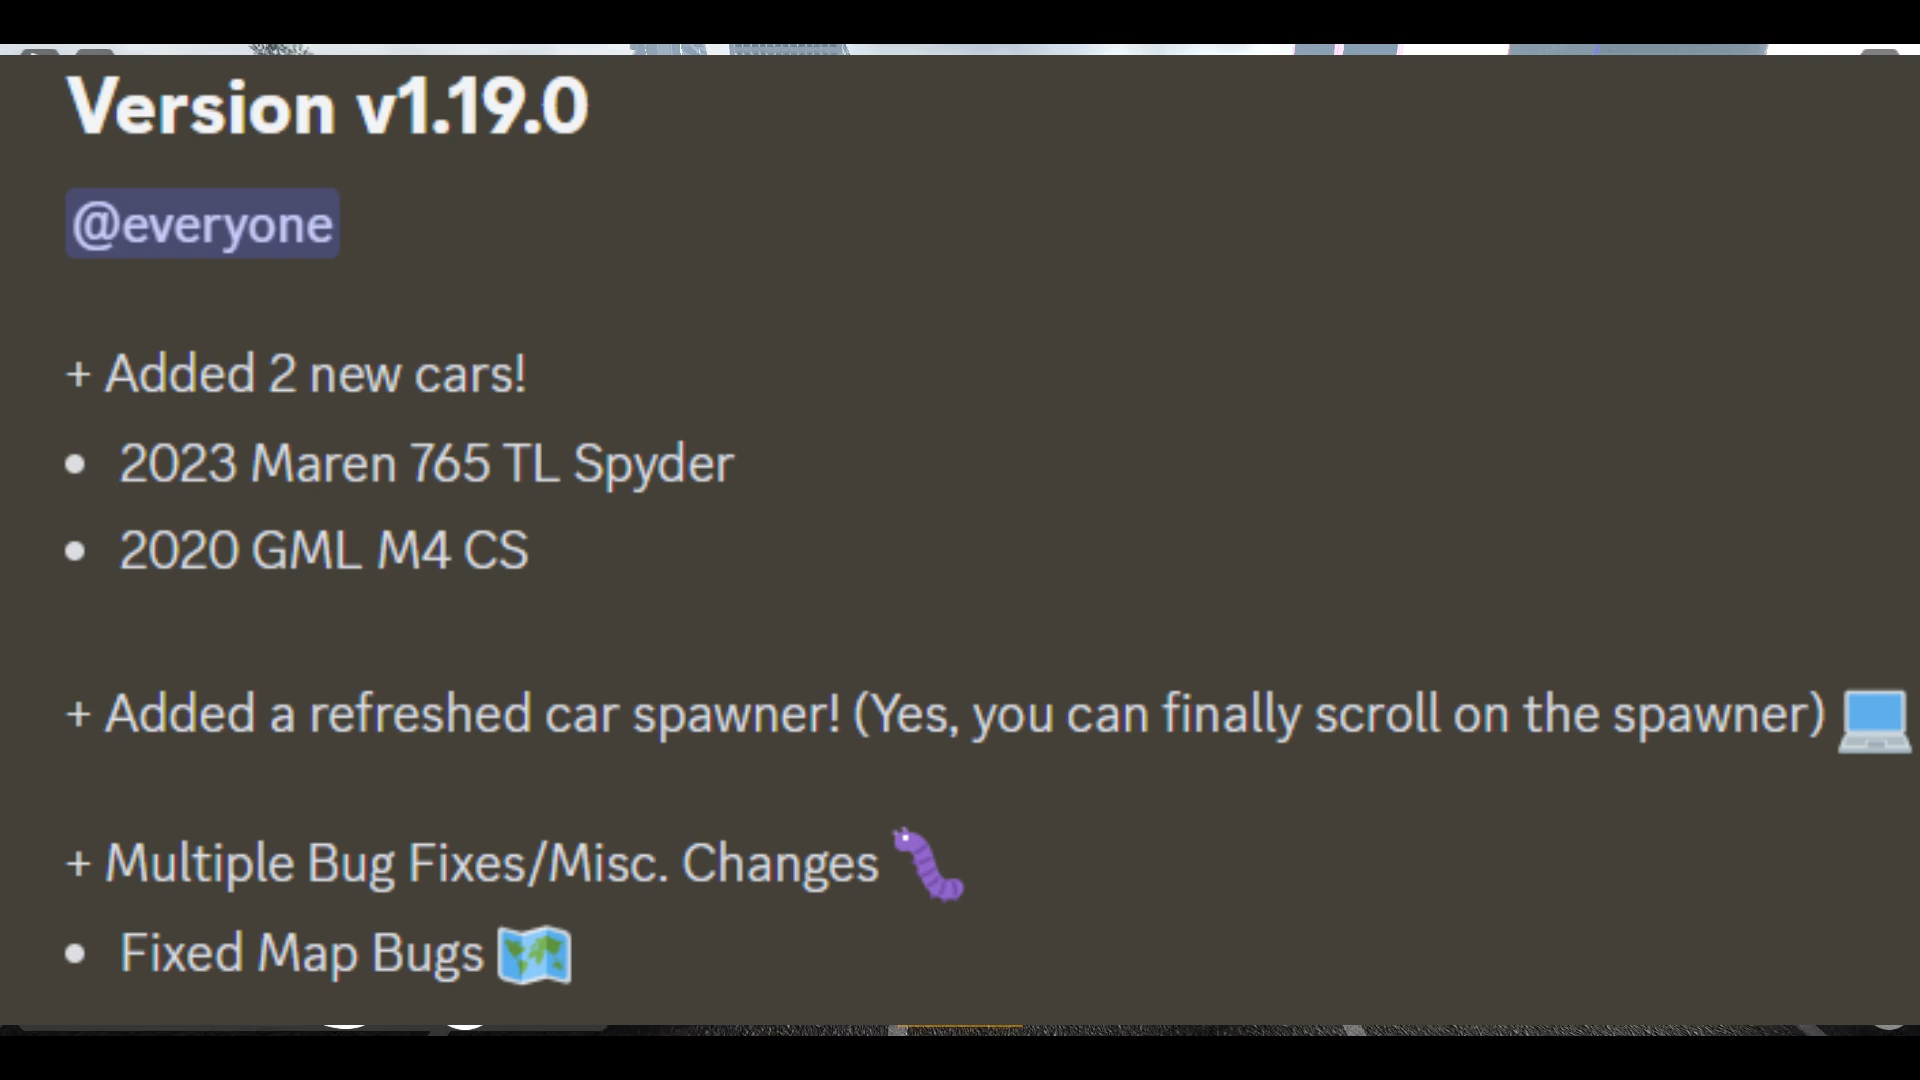 Version v1.19.0
@everyone
+ Added 2 new cars!
• 2023 Maren 765 TL Spyder
• 2020 GML M4 CS
+ Added a refreshed car spawner! (Yes, you can finally scroll on the spawner) 💻
+ Multiple Bug Fixes/Misc. Changes 🐛
• Fixed Map Bugs 🗺️